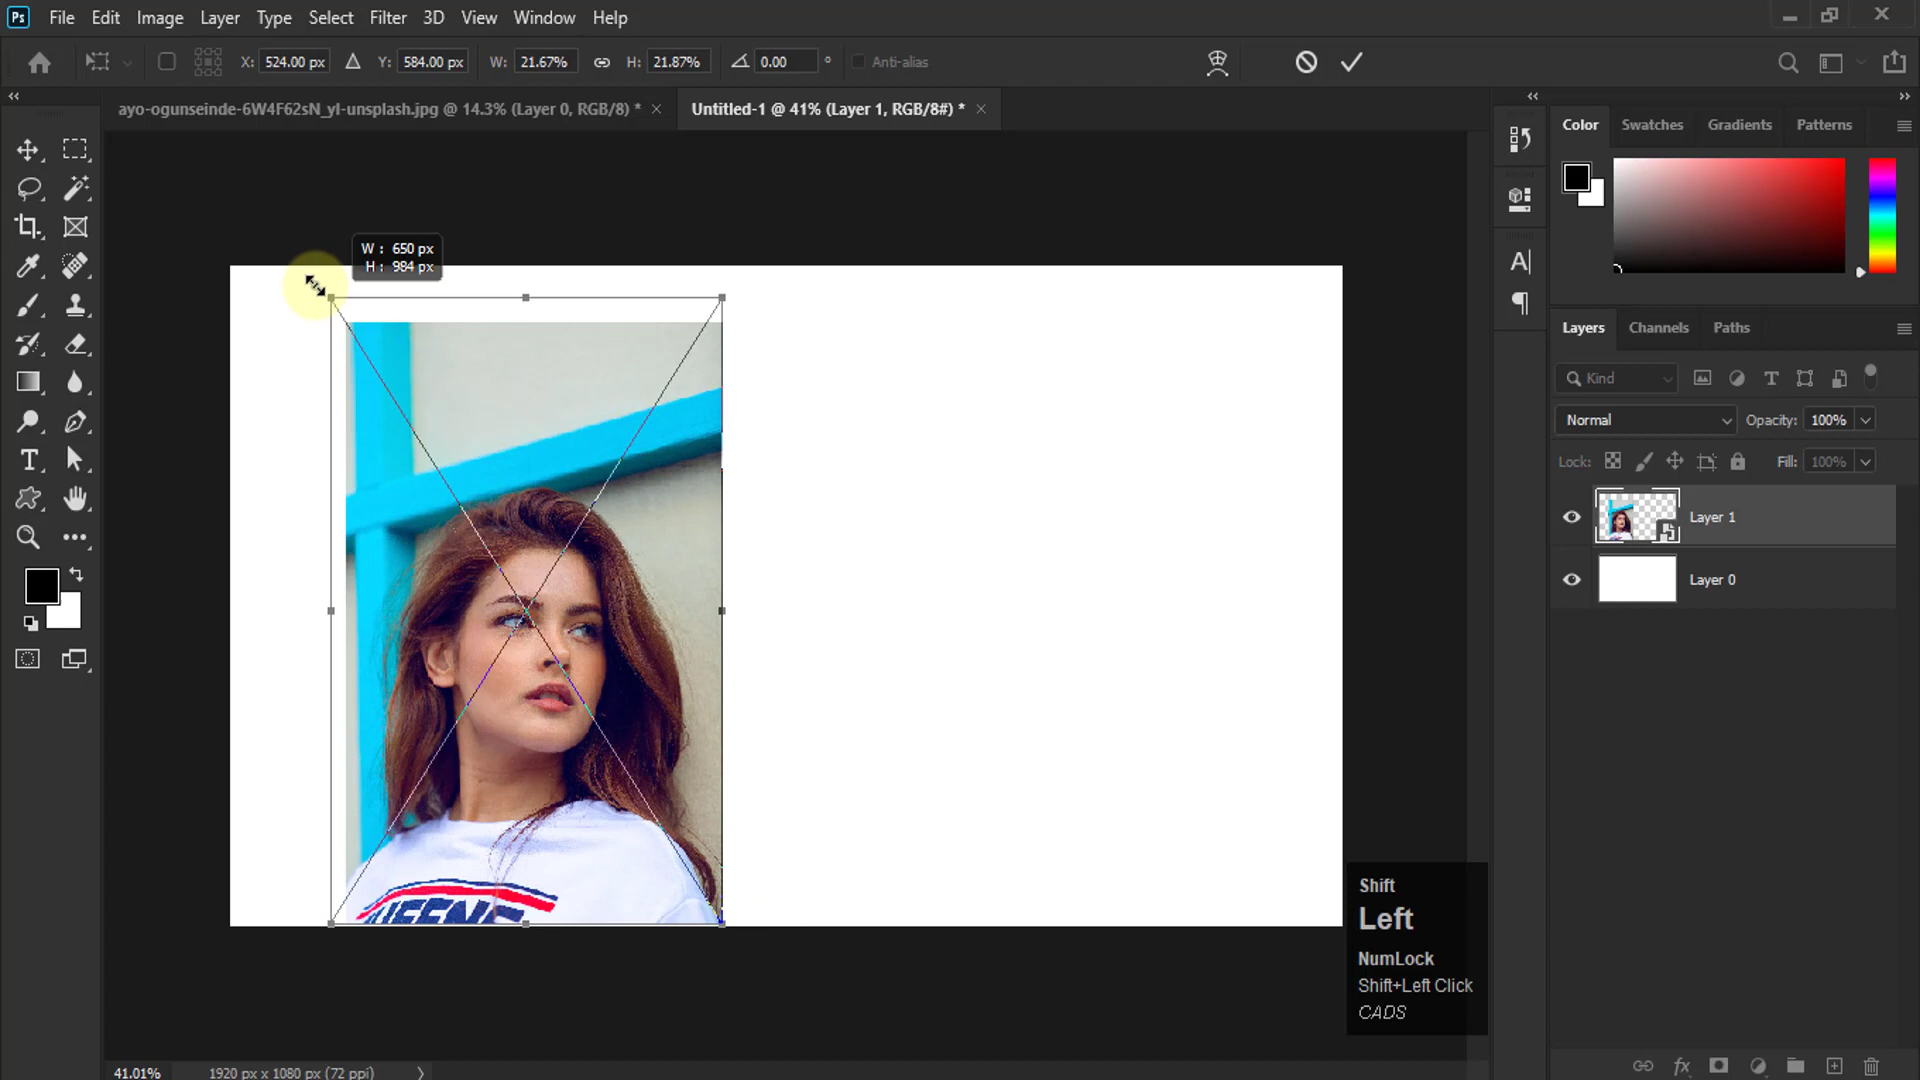 Ps File Edit Image Layer Type Select Filter 3D View Window Help
X: 524.00 px Y: 584.00 px W: 21.67% H: 21.87% 0.00 ° Anti-alias
ayo-ogunseinde-6W4F62sN_yI-unsplash.jpg @ 14.3% (Layer 0, RGB/8) * × Untitled-1 @ 41% (Layer 1, RGB/8#) * ×
Color Swatches Gradients Patterns
W : 650 px
H : 984 px
Layers Channels Paths
Kind
Normal Opacity: 100%
Lock: Fill: 100%
Layer 1
Layer 0
QUEENS
Shift
Left
NumLock
Shift+Left Click
CADS
41.01% 1920 px x 1080 px (72 ppi)